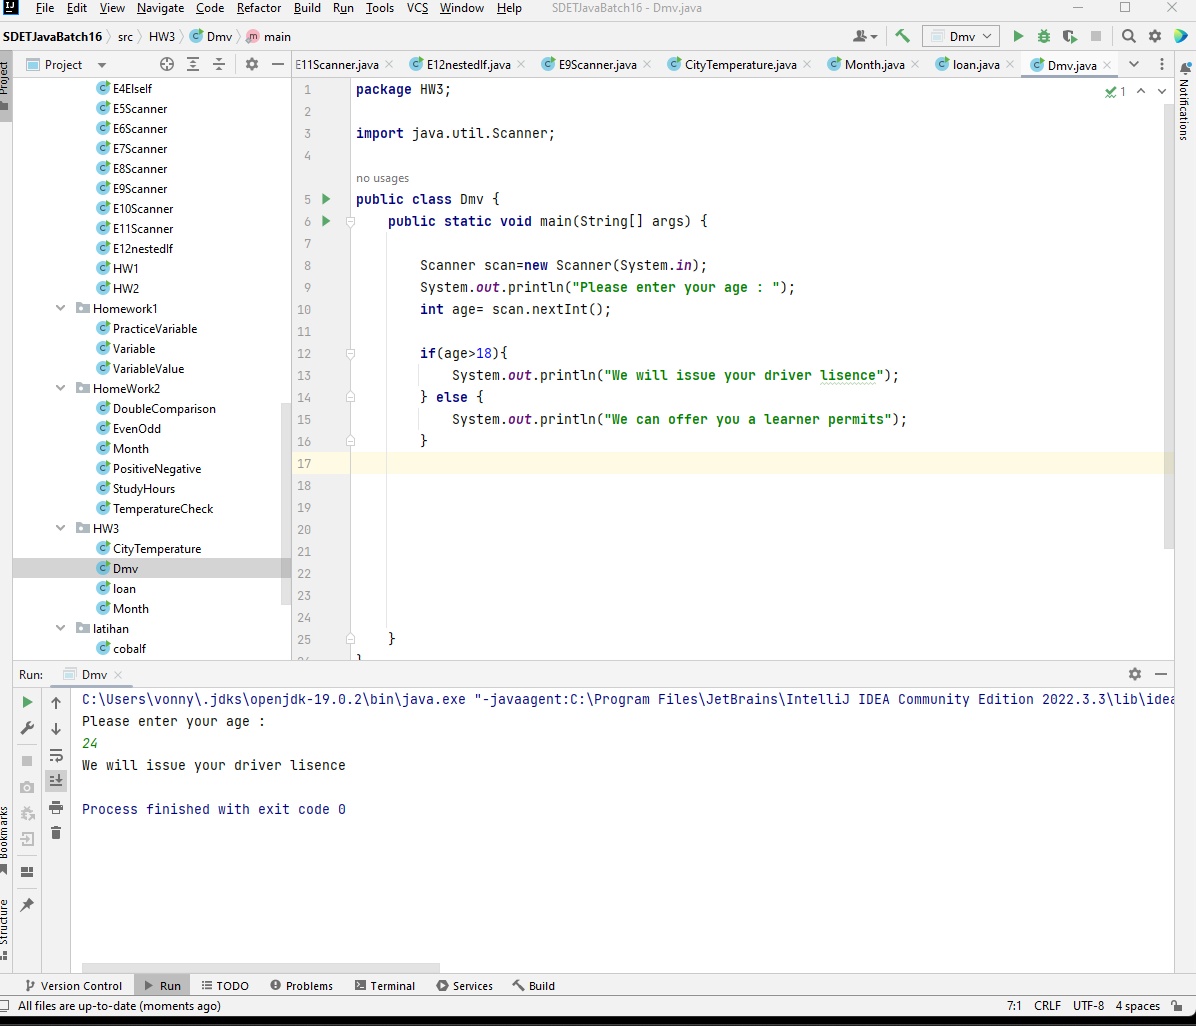 File Edit View Navigate Code Refactor Build Run Tools VCS Window Help SDETJavaBatch16 - Dmv.java
SDETJavaBatch16 src HW3 Dmv main Dmv
Project E11Scanner.java E12nestedIf.java E9Scanner.java CityTemperature.java Month.java loan.java Dmv.java
Project
Notifications
E4ElseIf
E5Scanner
E6Scanner
E7Scanner
E8Scanner
E9Scanner
E10Scanner
E11Scanner
E12nestedIf
HW1
HW2
Homework1
PracticeVariable
Variable
VariableValue
HomeWork2
DoubleComparison
EvenOdd
Month
PositiveNegative
StudyHours
TemperatureCheck
HW3
CityTemperature
Dmv
loan
Month
latihan
cobaIf
1 package HW3; 1
2
3 import java.util.Scanner;
4
no usages
5 public class Dmv {
6 public static void main(String[] args) {
7
8 Scanner scan=new Scanner(System.in);
9 System.out.println("Please enter your age : ");
10 int age= scan.nextInt();
11
12 if(age>18){
13 System.out.println("We will issue your driver lisence");
14 } else {
15 System.out.println("We can offer you a learner permits");
16 }
17
18
19
20
21
22
23
24
25 }
Run: Dmv
C:\Users\vonny\.jdks\openjdk-19.0.2\bin\java.exe "-javaagent:C:\Program Files\JetBrains\IntelliJ IDEA Community Edition 2022.3.3\lib\idea
Please enter your age :
24
We will issue your driver lisence
Process finished with exit code 0
Bookmarks
Structure
Version Control Run TODO Problems Terminal Services Build
All files are up-to-date (moments ago) 7:1 CRLF UTF-8 4 spaces